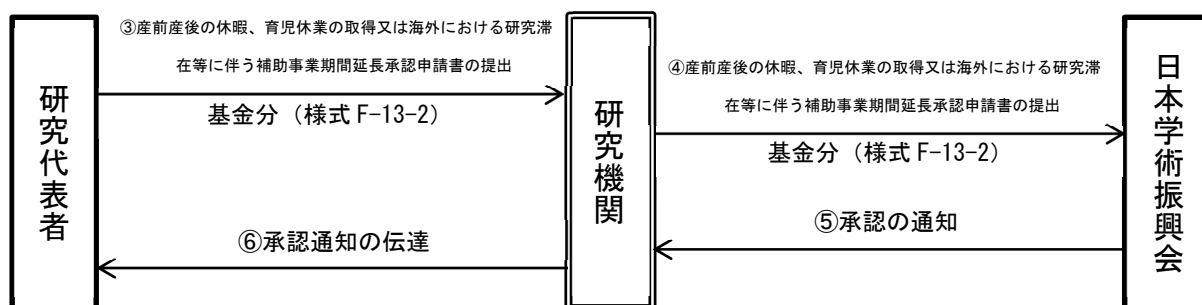 研究代表者
③産前産後の休暇、育児休業の取得又は海外における研究滞
在等に伴う補助事業期間延長承認申請書の提出
基金分（様式 F-13-2）
⑥承認通知の伝達
研究機関
④産前産後の休暇、育児休業の取得又は海外における研究滞
在等に伴う補助事業期間延長承認申請書の提出
基金分（様式 F-13-2）
⑤承認の通知
日本学術振興会